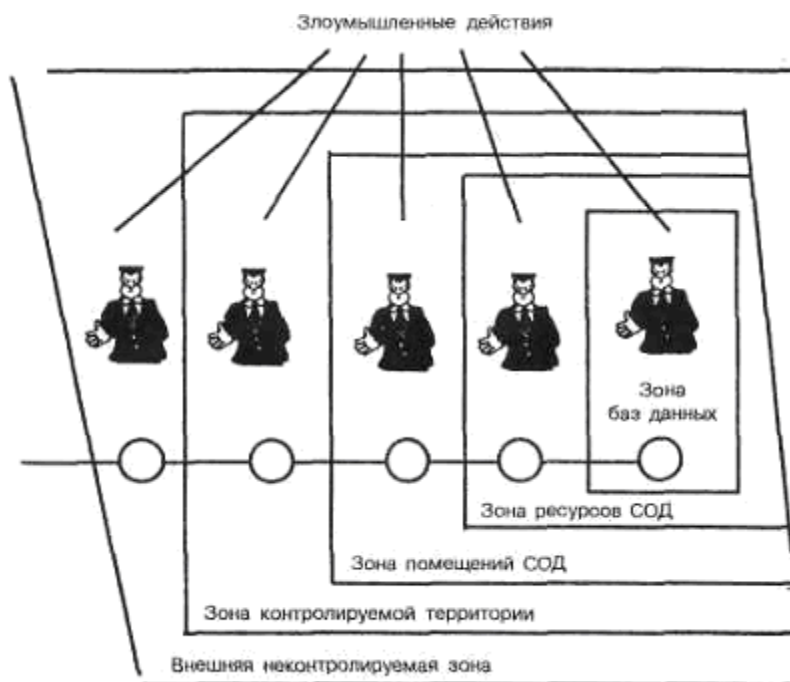 Злоумышленные действия
Зона
баз данных
Зона ресурсов СОД
Зона помещений СОД
Зона контролируемой территории
Внешняя неконтролируемая зона